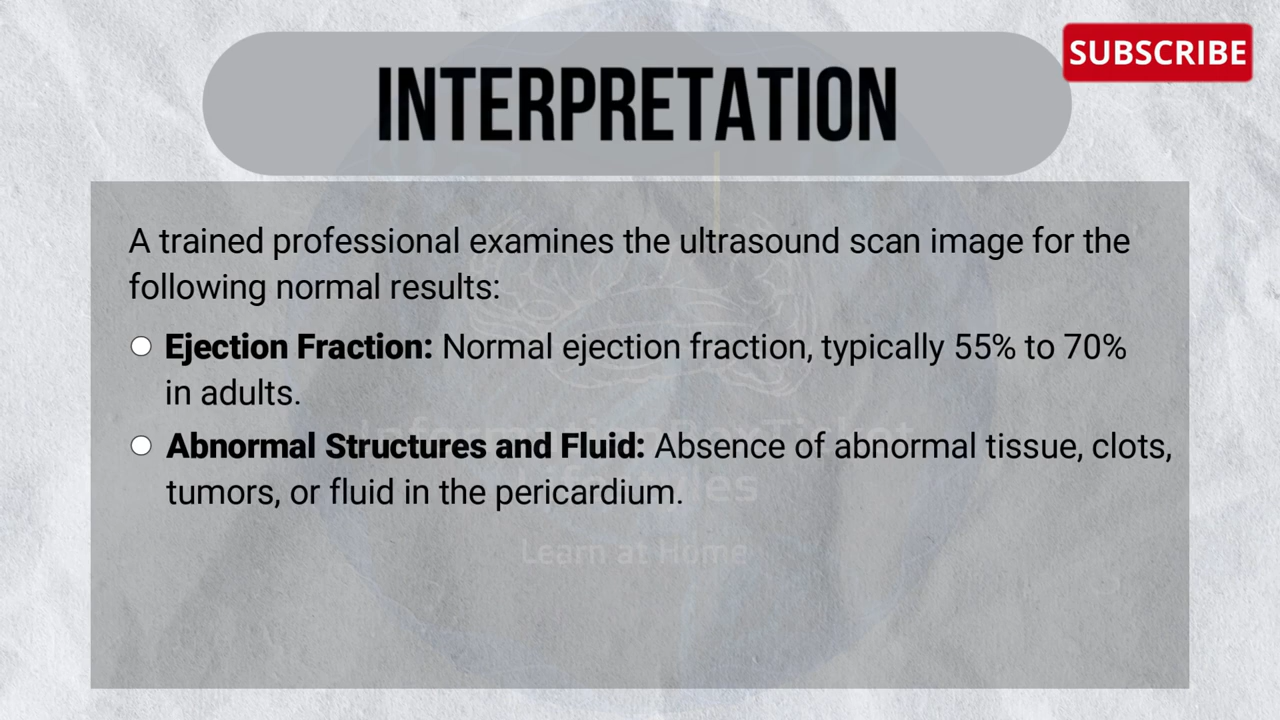 INTERPRETATION
SUBSCRIBE
A trained professional examines the ultrasound scan image for the
following normal results:
Ejection Fraction: Normal ejection fraction, typically 55% to 70%
in adults.
Abnormal Structures and Fluid: Absence of abnormal tissue, clots,
tumors, or fluid in the pericardium.
Learn at Home